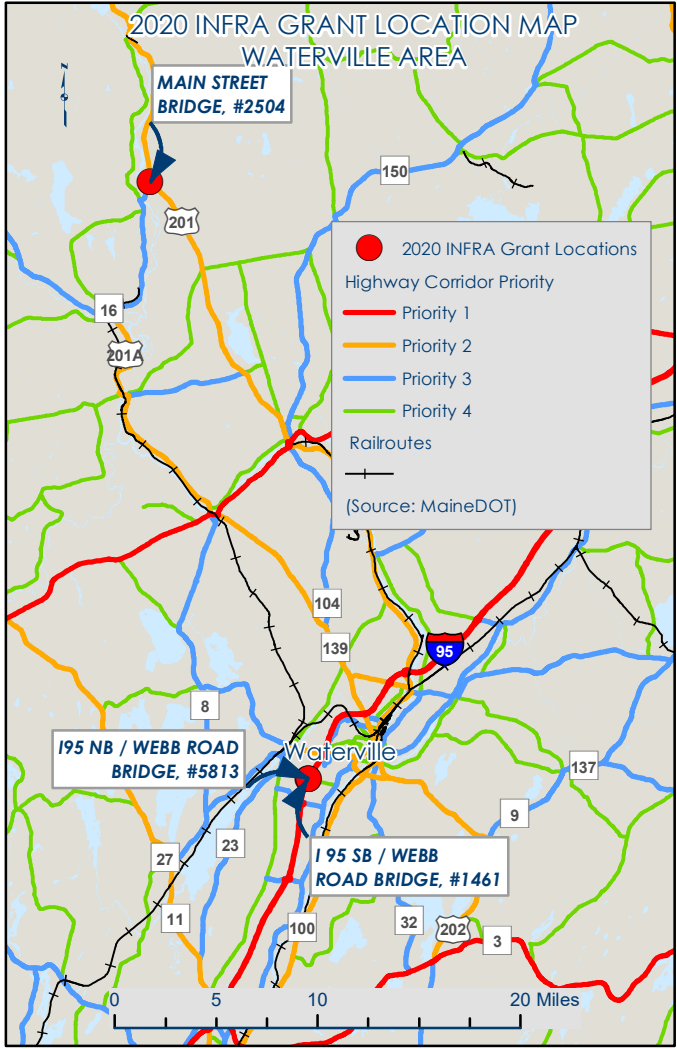 2020 INFRA GRANT LOCATION MAP
WATERVILLE AREA
MAIN STREET
BRIDGE, #2504
150
201
2020 INFRA Grant Locations
Highway Corridor Priority
Priority 1
Priority 2
Priority 3
Priority 4
Railroutes
(Source: MaineDOT)
16
201A
104
139
95
8
I95 NB / WEBB ROAD
BRIDGE, #5813
Waterville
137
9
23
27
I 95 SB / WEBB
ROAD BRIDGE, #1461
11
100
32
202
3
0 5 10 20 Miles